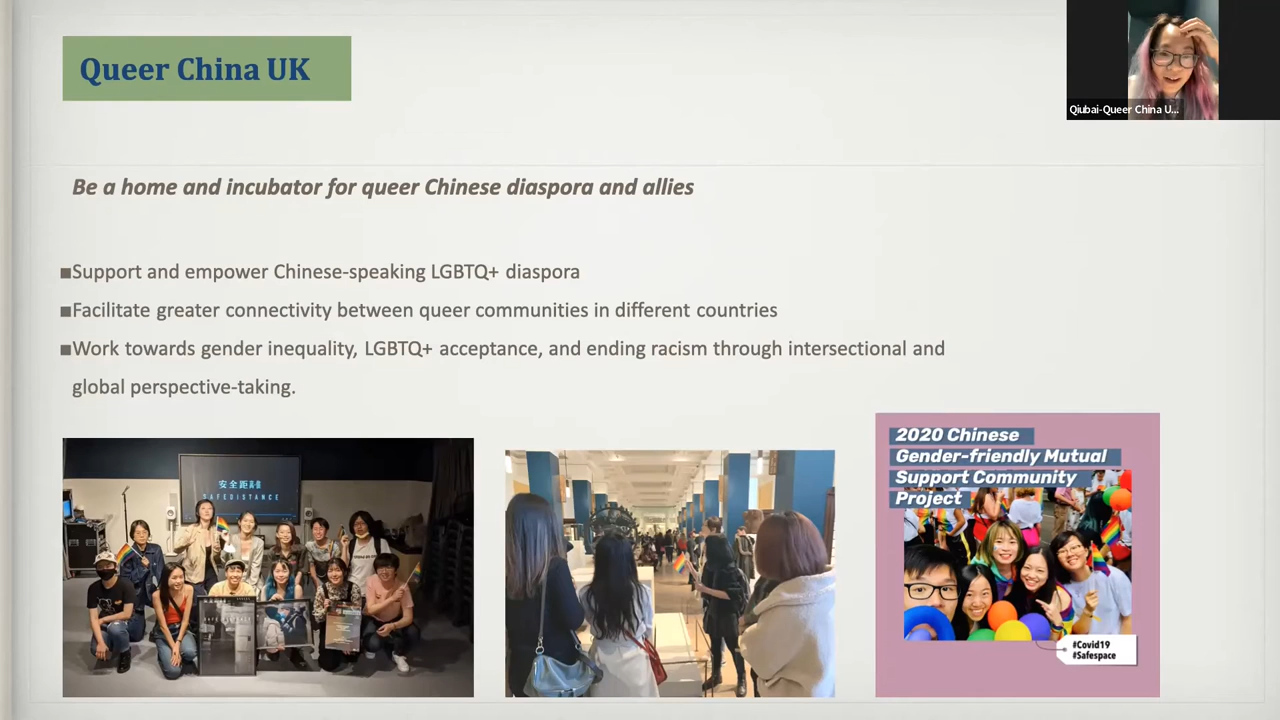 Queer China UK
Qiubai-Queer China U...
Be a home and incubator for queer Chinese diaspora and allies
■Support and empower Chinese-speaking LGBTQ+ diaspora
■Facilitate greater connectivity between queer communities in different countries
■Work towards gender inequality, LGBTQ+ acceptance, and ending racism through intersectional and
global perspective-taking.
安全距離
SAFEDISTANCE
2020 Chinese
Gender-friendly Mutual
Support Community
Project
#Covid19
#Safespace